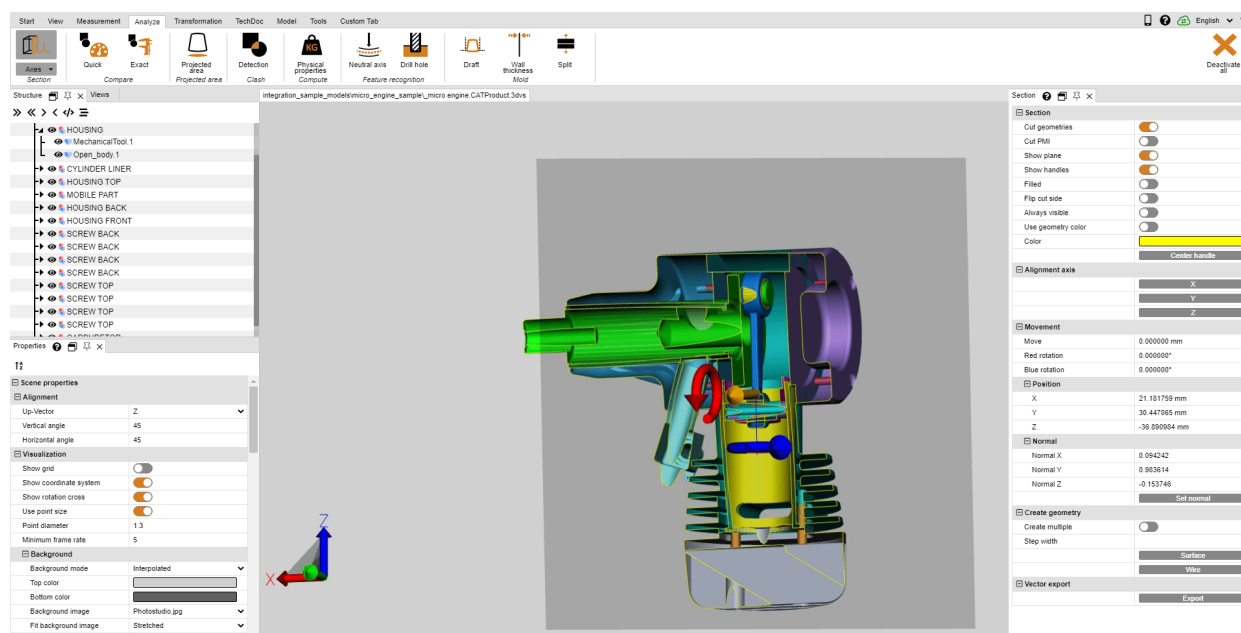 Start View Measurement Analyze Transformation TechDoc Model Tools Custom Tab
English
Axes
Quick
Exact
Projected area
Detection
KG
Physical properties
Neutral axis
Drill hole
Draft
Wall thickness
Split
Deactivate all
Section
Compare
Projected area
Clash
Compute
Feature recognition
Mold
Structure
Views
HOUSING
MechanicalTool.1
Open_body.1
CYLINDER LINER
HOUSING TOP
MOBILE PART
HOUSING BACK
HOUSING FRONT
SCREW BACK
SCREW BACK
SCREW BACK
SCREW BACK
SCREW TOP
SCREW TOP
SCREW TOP
SCREW TOP
CARBURETOR
Properties
Scene properties
Alignment
Up-Vector Z
Vertical angle 45
Horizontal angle 45
Visualization
Show grid
Show coordinate system
Show rotation cross
Use point size
Point diameter 1.3
Minimum frame rate 5
Background
Background mode Interpolated
Top color
Bottom color
Background image Photostudio.jpg
Fit background image Stretched
integration_sample_models\micro_engine_sample\_micro engine.CATProduct.3dvs
Z
X
Section
Section
Cut geometries
Cut PMI
Show plane
Show handles
Filled
Flip cut side
Always visible
Use geometry color
Color
Center handle
Alignment axis
X
Y
Z
Movement
Move 0.000000 mm
Red rotation 0.000000°
Blue rotation 0.000000°
Position
X 21.181759 mm
Y 30.447065 mm
Z -36.890984 mm
Normal
Normal X 0.094242
Normal Y 0.983614
Normal Z -0.153746
Set normal
Create geometry
Create multiple
Step width
Surface
Wire
Vector export
Export